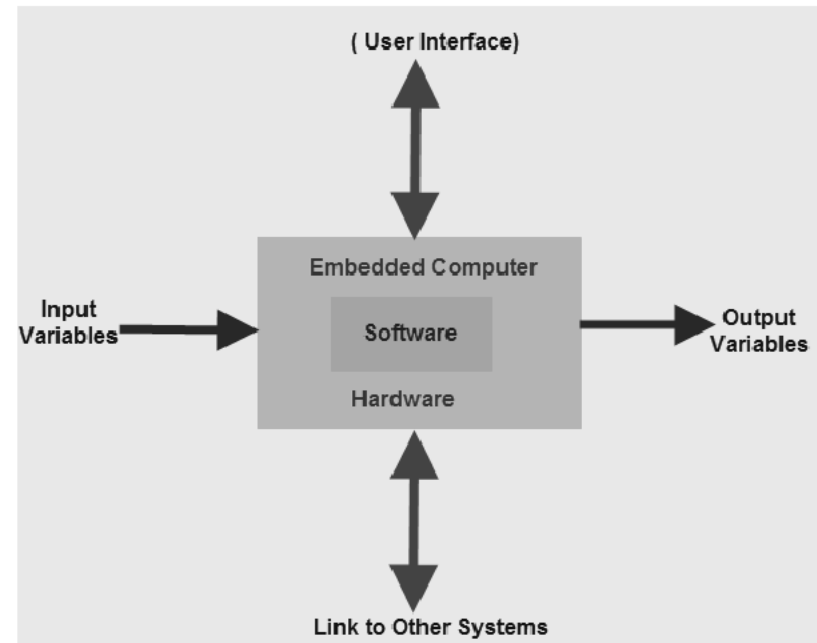 ( User Interface)
Embedded Computer
Input
Variables
Software
Output
Variables
Hardware
Link to Other Systems